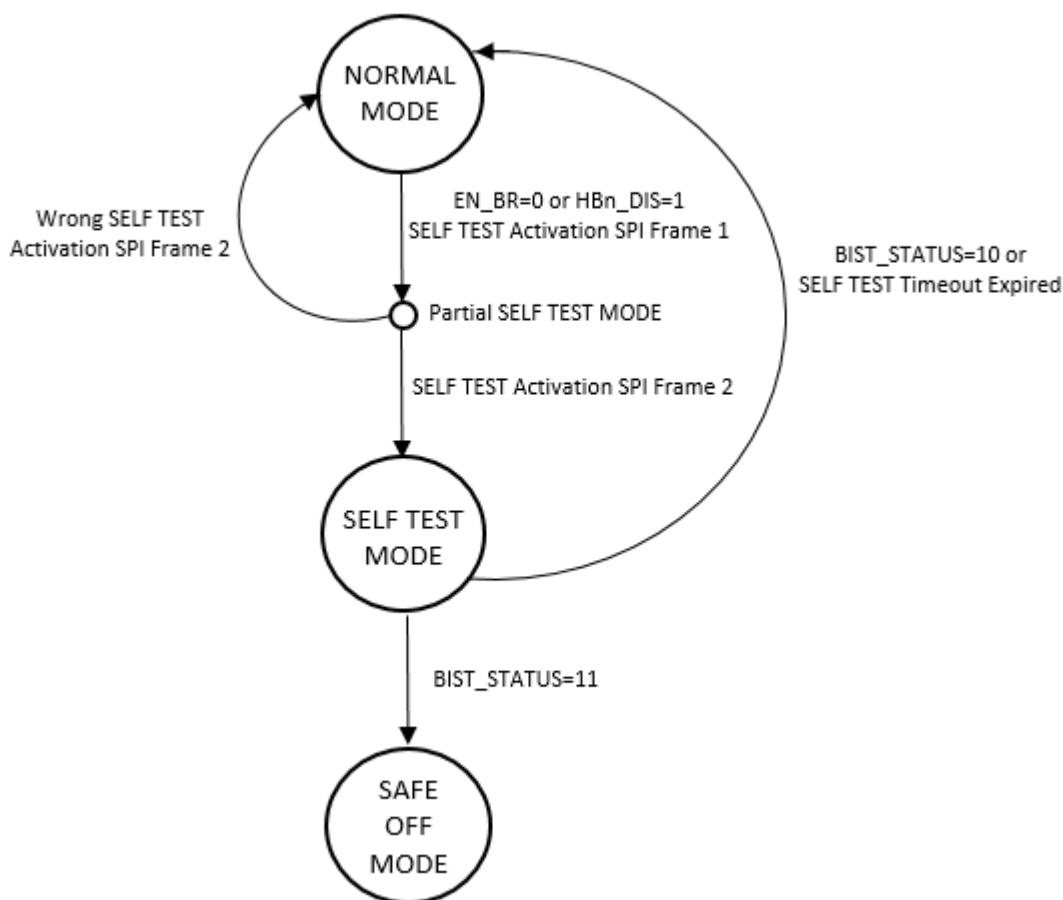 NORMAL
MODE
EN_BR=0 or HBn_DIS=1
SELF TEST Activation SPI Frame 1
Wrong SELF TEST
Activation SPI Frame 2
BIST_STATUS=10 or
SELF TEST Timeout Expired
Partial SELF TEST MODE
SELF TEST Activation SPI Frame 2
SELF TEST
MODE
BIST_STATUS=11
SAFE
OFF
MODE